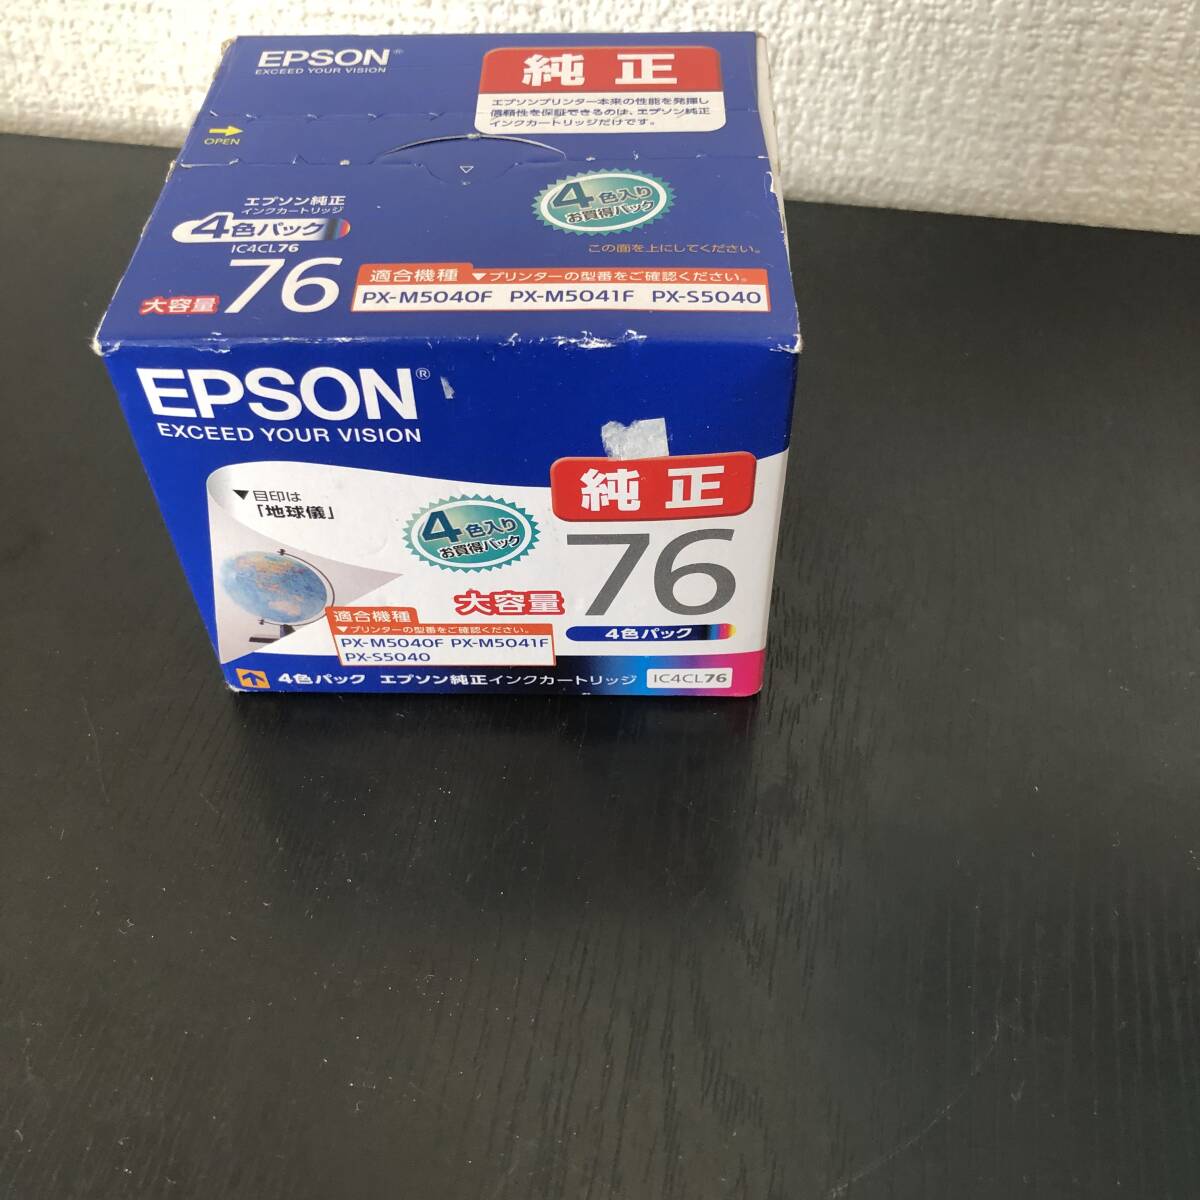 EPSON®
EXCEED YOUR VISION
純正
エプソンプリンター本来の性能を発揮し
信頼性を保証できるのは、エプソン純正
インクカートリッジだけです。
OPEN
エプソン純正
インクカートリッジ
4色パック
IC4CL76
大容量
76
4色入り
お買得パック
この面を上にしてください。
適合機種 ▼プリンターの型番をご確認ください。
PX-M5040F PX-M5041F PX-S5040
EPSON®
EXCEED YOUR VISION
▼目印は
「地球儀」
4色入り
お買得パック
純正
大容量
76
4色パック
適合機種
▼プリンターの型番をご確認ください。
PX-M5040F PX-M5041F
PX-S5040
4色パック エプソン純正インクカートリッジ IC4CL76